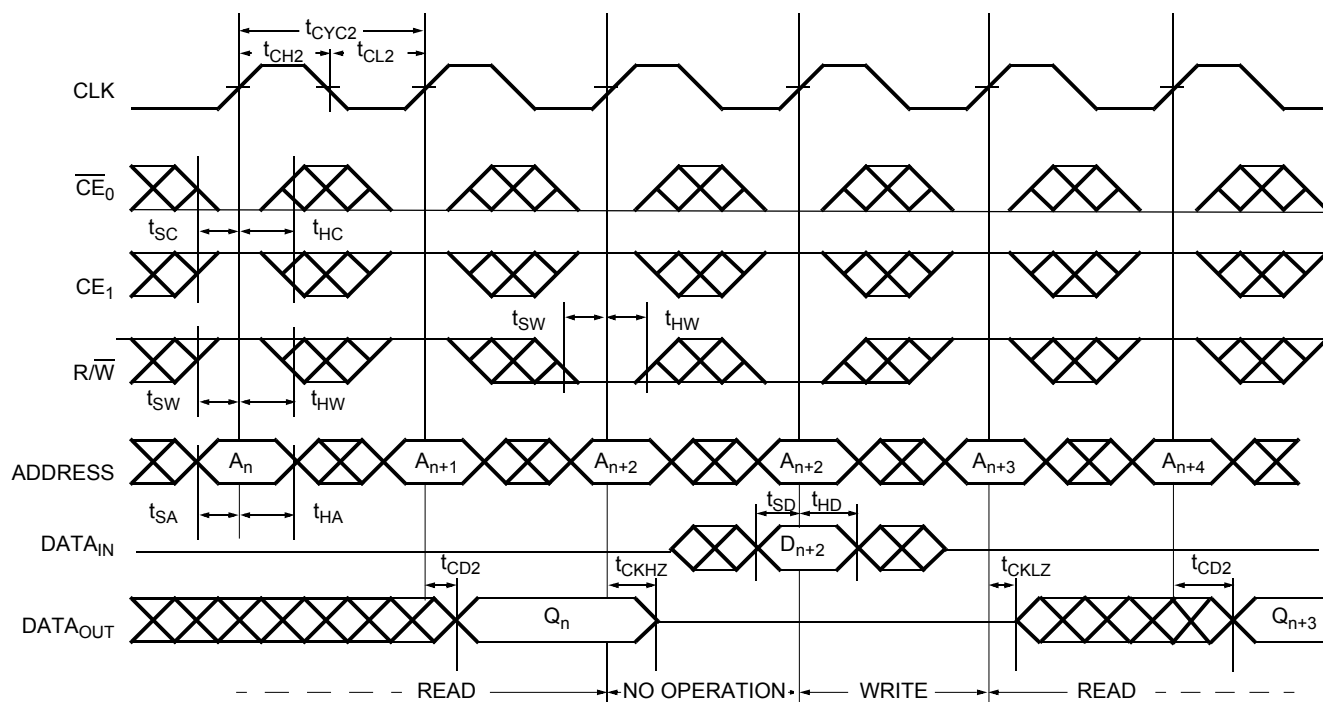 tCYC2
tCH2 tCL2
CLK
CE0
tSC tHC
CE1
tSW tHW
R/W
tSW tHW
ADDRESS An An+1 An+2 An+2 An+3 An+4
tSA tHA tSD tHD
DATAIN Dn+2
tCD2 tCKHZ tCKLZ tCD2
DATAOUT Qn Qn+3
READ NO OPERATION WRITE READ